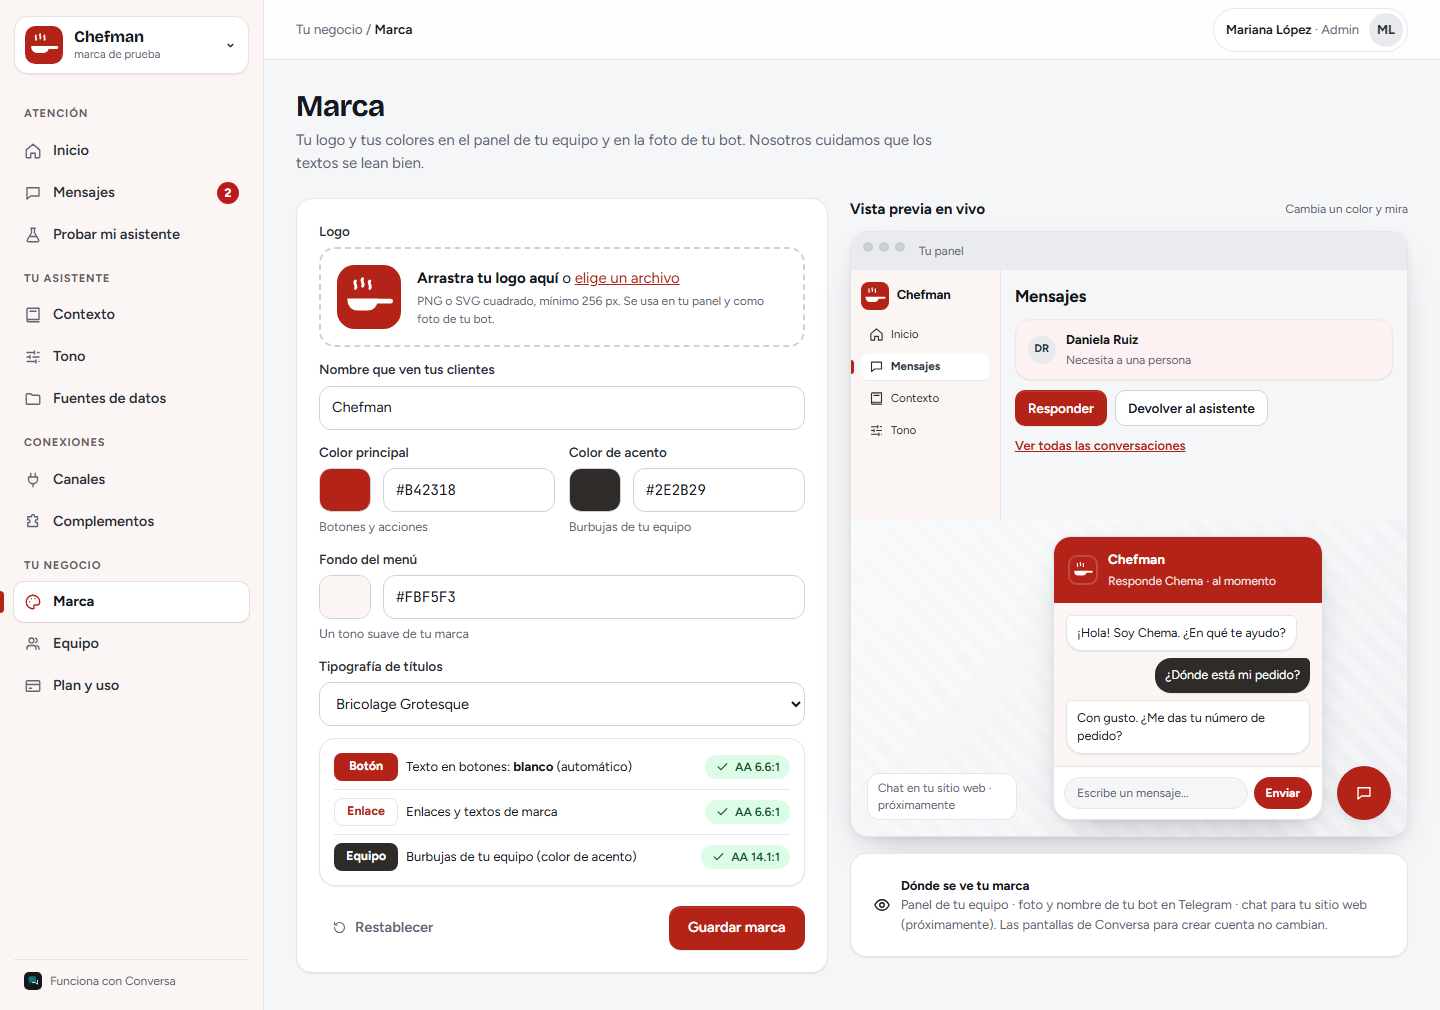 Chefman
marca de prueba
ATENCIÓN
Inicio
Mensajes
2
Probar mi asistente
TU ASISTENTE
Contexto
Tono
Fuentes de datos
CONEXIONES
Canales
Complementos
TU NEGOCIO
Marca
Equipo
Plan y uso
Funciona con Conversa
Tu negocio / Marca
Mariana López · Admin
ML
Marca
Tu logo y tus colores en el panel de tu equipo y en la foto de tu bot. Nosotros cuidamos que los
textos se lean bien.
Logo
Arrastra tu logo aquí o elige un archivo
PNG o SVG cuadrado, mínimo 256 px. Se usa en tu panel y como
foto de tu bot.
Nombre que ven tus clientes
Chefman
Color principal
#B42318
Botones y acciones
Color de acento
#2E2B29
Burbujas de tu equipo
Fondo del menú
#FBF5F3
Un tono suave de tu marca
Tipografía de títulos
Bricolage Grotesque
Botón
Texto en botones: blanco (automático)
AA 6.6:1
Enlace
Enlaces y textos de marca
AA 6.6:1
Equipo
Burbujas de tu equipo (color de acento)
AA 14.1:1
Restablecer
Guardar marca
Vista previa en vivo
Cambia un color y mira
Tu panel
Chefman
Inicio
Mensajes
Contexto
Tono
Mensajes
DR
Daniela Ruiz
Necesita a una persona
Responder
Devolver al asistente
Ver todas las conversaciones
Chefman
Responde Chema · al momento
¡Hola! Soy Chema. ¿En qué te ayudo?
¿Dónde está mi pedido?
Con gusto. ¿Me das tu número de
pedido?
Escribe un mensaje...
Enviar
Chat en tu sitio web ·
próximamente
Dónde se ve tu marca
Panel de tu equipo · foto y nombre de tu bot en Telegram · chat para tu sitio web
(próximamente). Las pantallas de Conversa para crear cuenta no cambian.